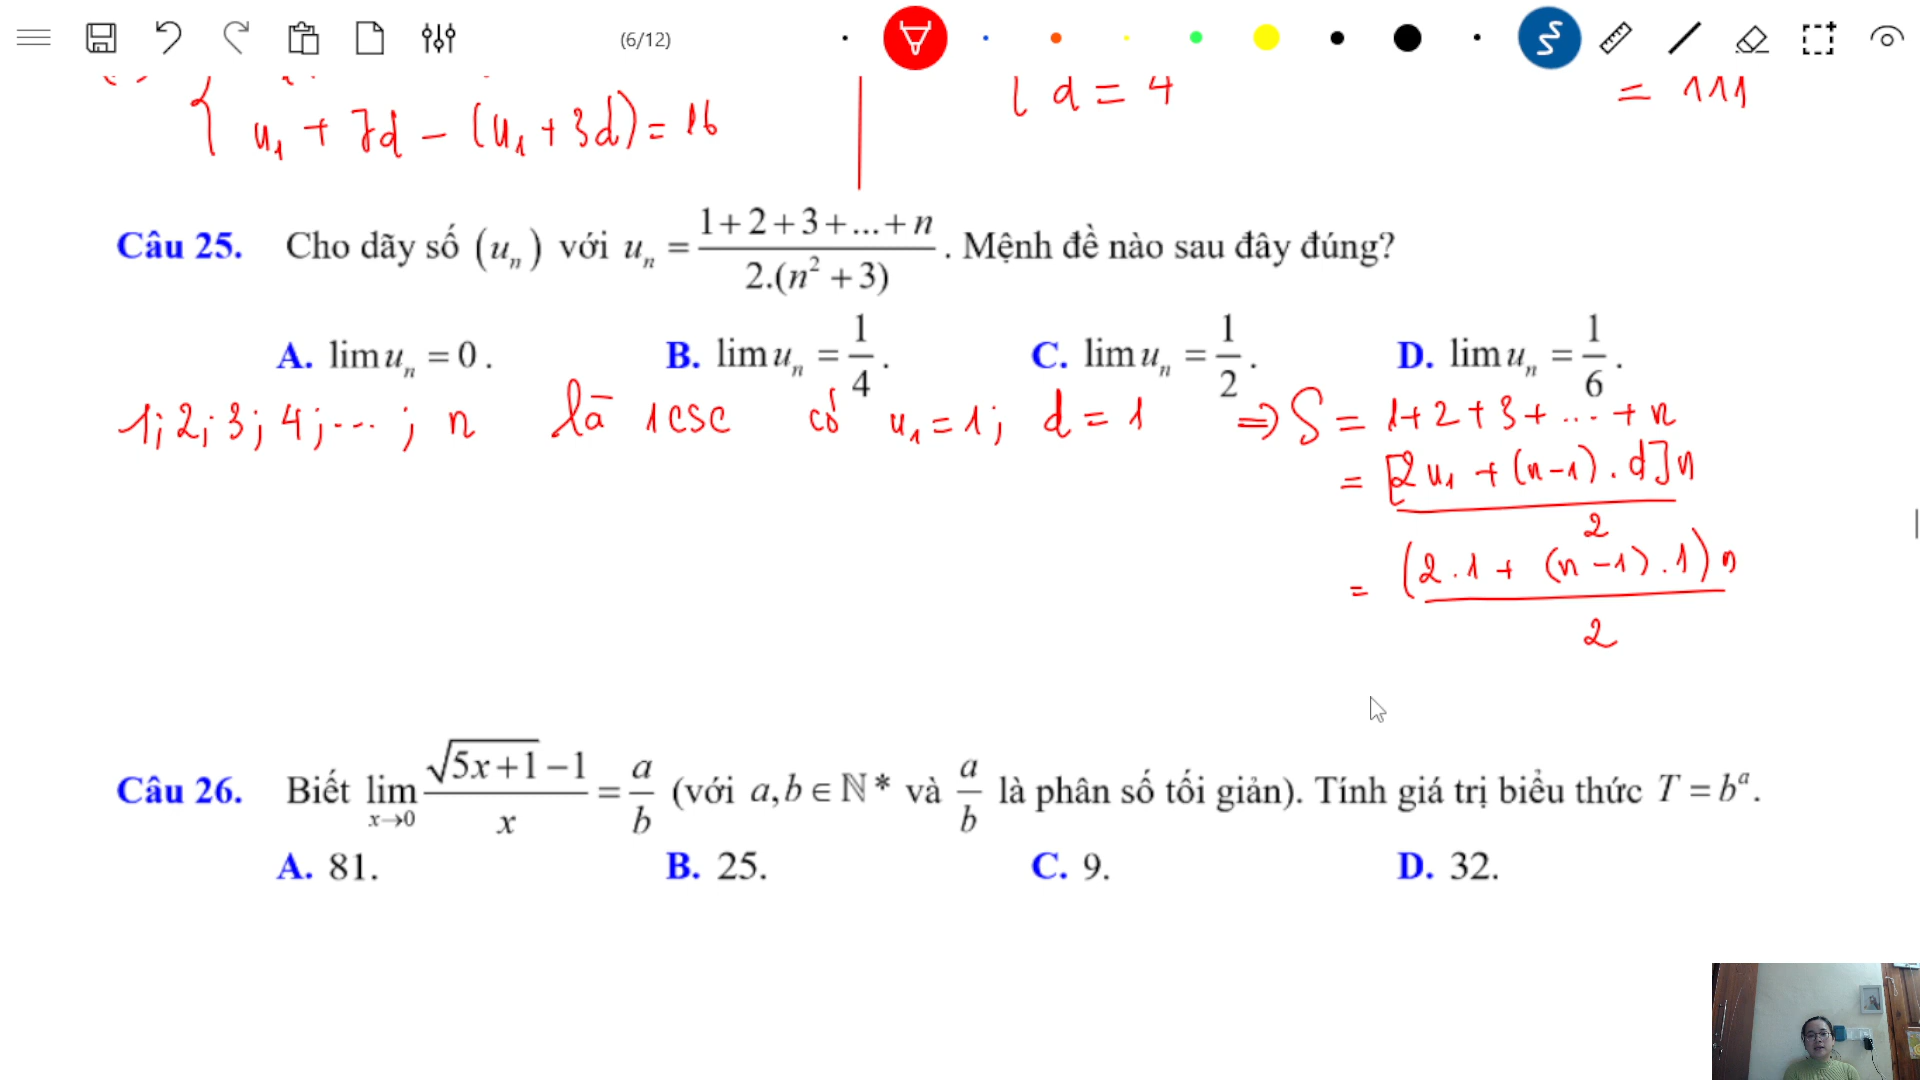 (6/12)
{ u₁ + 7d − (u₁ + 3d) = 16
d = 4
= 111
Câu 25. Cho dãy số (uₙ) với uₙ = (1+2+3+...+n)/(2.(n²+3)). Mệnh đề nào sau đây đúng?
A. lim uₙ = 0. B. lim uₙ = 1/4. C. lim uₙ = 1/2. D. lim uₙ = 1/6.
1; 2; 3; 4; ... ; n là 1 CSC có u₁ = 1; d = 1 ⇒ S = 1+2+3+...+n
= [2u₁ + (n−1).d]n / 2
= (2.1 + (n−1).1)n / 2
Câu 26. Biết lim x→0 (√(5x+1) −1)/x = a/b (với a,b ∈ ℕ* và a/b là phân số tối giản). Tính giá trị biểu thức T = bᵃ.
A. 81. B. 25. C. 9. D. 32.